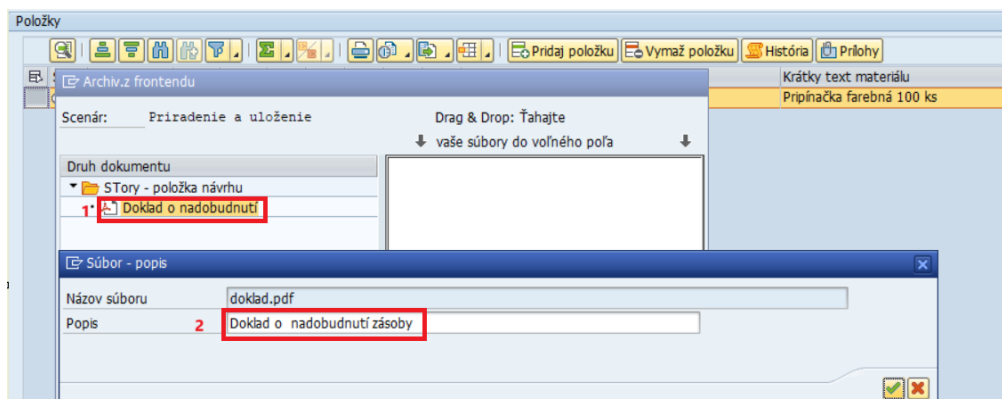 Položky
Pridaj položku Vymaž položku História Prílohy
Archiv.z frontendu
Krátky text materiálu
Pripínačka farebná 100 ks
Scenár: Priradenie a uloženie
Drag & Drop: Ťahajte
vaše súbory do voľného poľa
Druh dokumentu
STory - položka návrhu
1 Doklad o nadobudnutí
Súbor - popis
Názov súboru doklad.pdf
Popis 2 Doklad o nadobudnutí zásoby